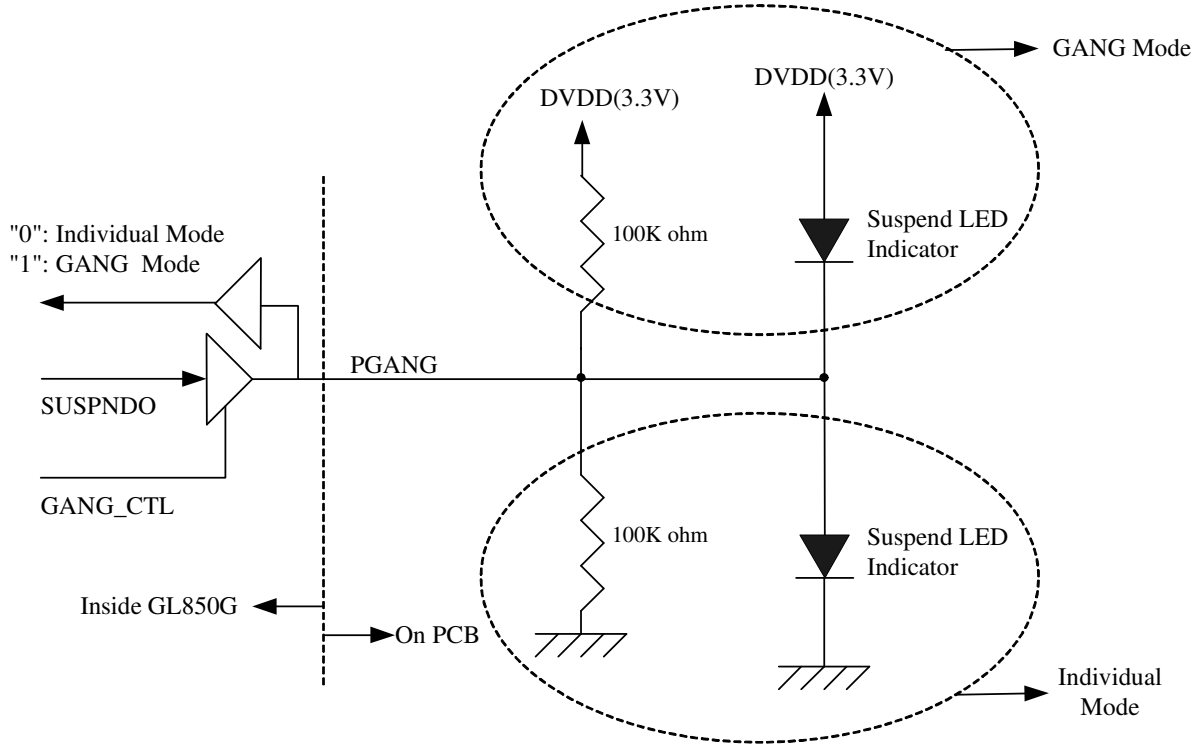 GANG Mode
DVDD(3.3V)
DVDD(3.3V)
"0": Individual Mode
"1": GANG Mode
100K ohm
Suspend LED
Indicator
PGANG
SUSPNDO
GANG_CTL
100K ohm
Suspend LED
Indicator
Inside GL850G
On PCB
Individual
Mode